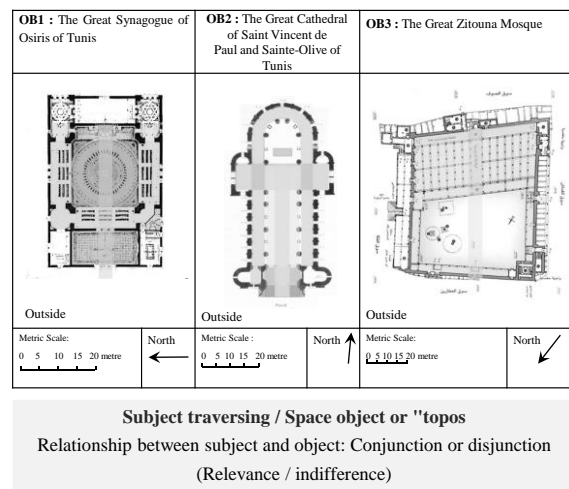 OB1 : The Great Synagogue of
Osiris of Tunis
OB2 : The Great Cathedral
of Saint Vincent de
Paul and Sainte-Olive of
Tunis
OB3 : The Great Zitouna Mosque
Outside
Outside
Outside
Metric Scale:
0 5 10 15 20 metre
North
Metric Scale :
0 5 10 15 20 metre
North
Metric Scale:
0 5 10 15 20 metre
North
Subject traversing / Space object or "topos
Relationship between subject and object: Conjunction or disjunction
(Relevance / indifference)